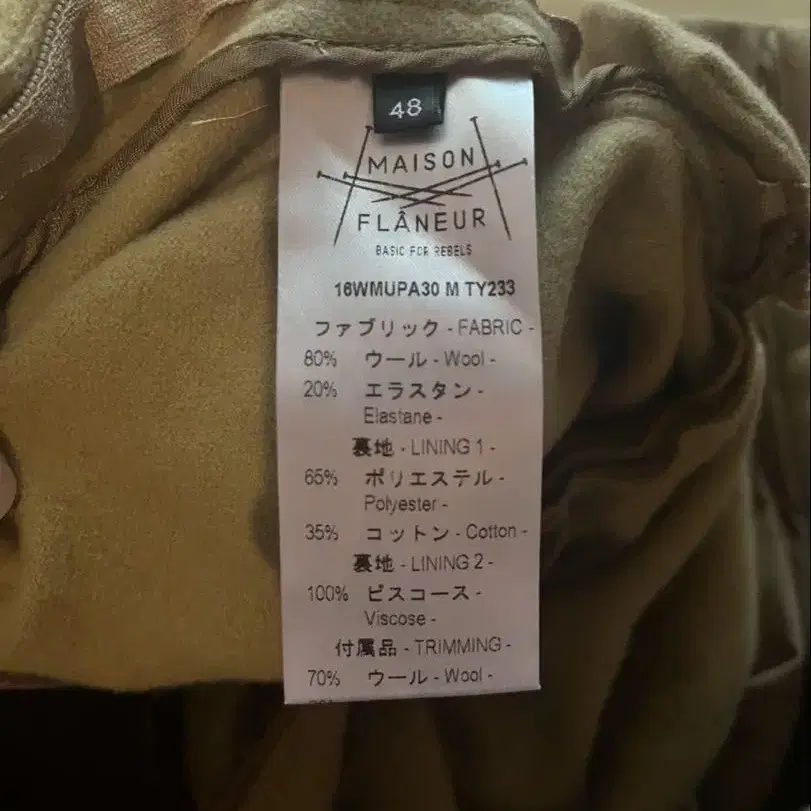 48
MAISON
FLÂNEUR
BASIC FOR REBELS
16WMUPA30 M TY233
ファブリック - FABRIC -
80% ウール - Wool -
20% エラスタン -
Elastane -
裏地 - LINING 1 -
65% ポリエステル -
Polyester -
35% コットン - Cotton -
裏地 - LINING 2 -
100% ビスコース -
Viscose -
付属品 - TRIMMING -
70% ウール - Wool -